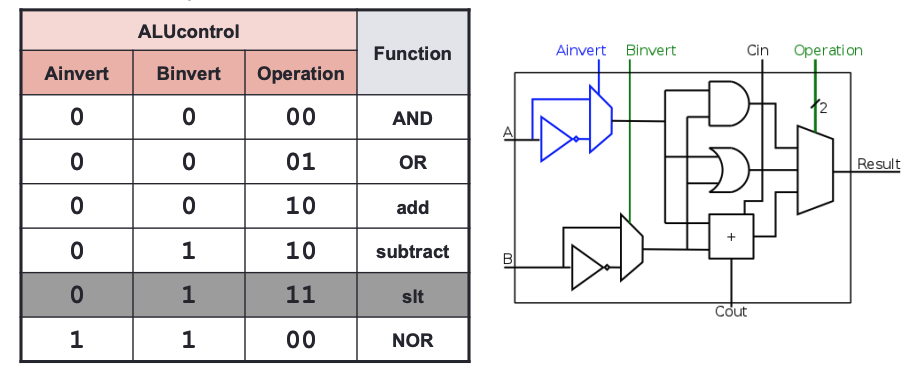 ALUcontrol
Function
Ainvert Binvert Operation
0 0 00 AND
0 0 01 OR
0 0 10 add
0 1 10 subtract
0 1 11 slt
1 1 00 NOR
Ainvert Binvert Cin Operation
2
A
Result
+
B
Cout